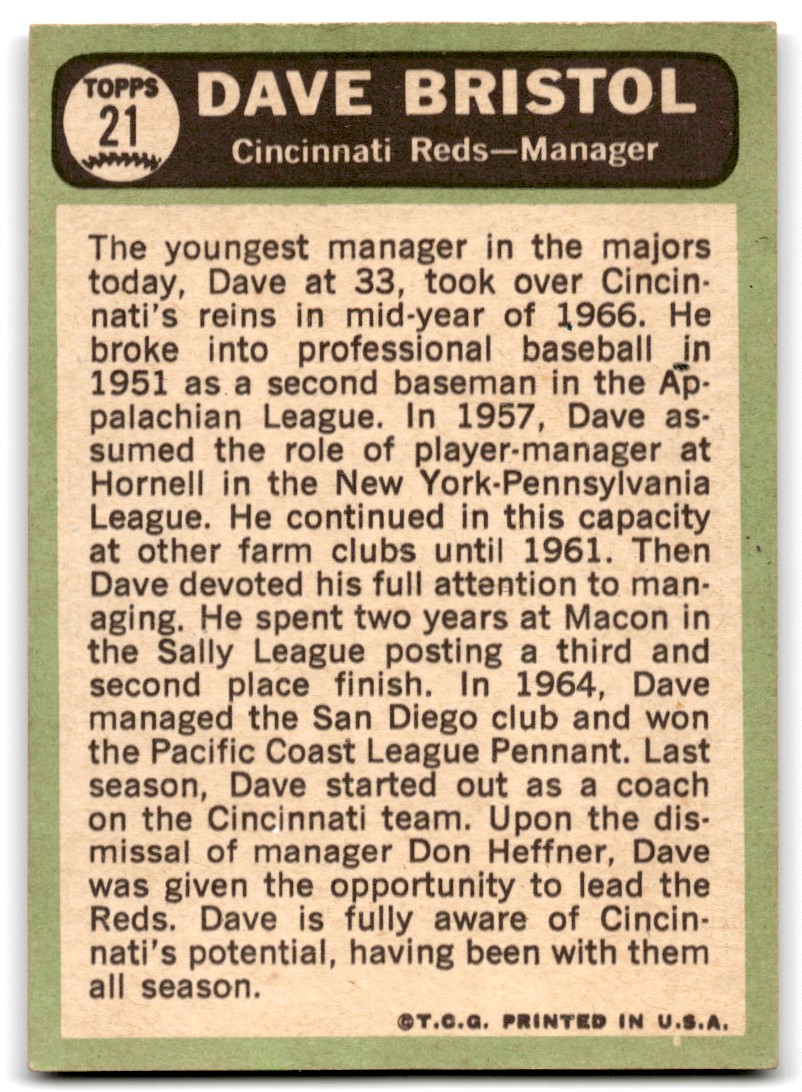 TOPPS
21
DAVE BRISTOL
Cincinnati Reds—Manager
The youngest manager in the majors
today, Dave at 33, took over Cincin-
nati's reins in mid-year of 1966. He
broke into professional baseball in
1951 as a second baseman in the Ap-
palachian League. In 1957, Dave as-
sumed the role of player-manager at
Hornell in the New York-Pennsylvania
League. He continued in this capacity
at other farm clubs until 1961. Then
Dave devoted his full attention to man-
aging. He spent two years at Macon in
the Sally League posting a third and
second place finish. In 1964, Dave
managed the San Diego club and won
the Pacific Coast League Pennant. Last
season, Dave started out as a coach
on the Cincinnati team. Upon the dis-
missal of manager Don Heffner, Dave
was given the opportunity to lead the
Reds. Dave is fully aware of Cincin-
nati's potential, having been with them
all season.
©T.C.G. PRINTED IN U.S.A.